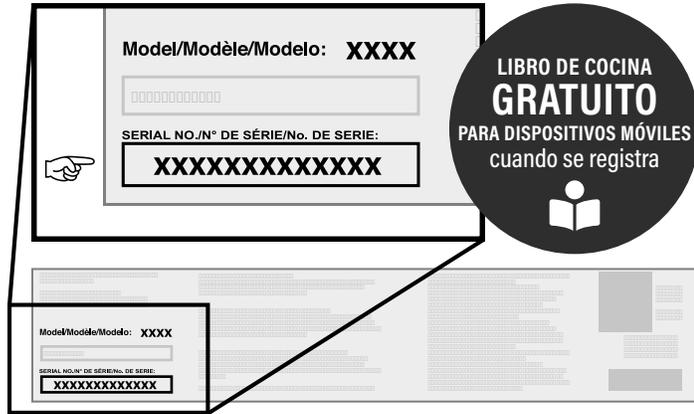 Model/Modèle/Modelo: XXXX
SERIAL NO./N° DE SÉRIE/No. DE SERIE:
XXXXXXXXXXXXX
LIBRO DE COCINA
GRATUITO
PARA DISPOSITIVOS MÓVILES
cuando se registra
Model/Modèle/Modelo: XXXX
SERIAL NO./N° DE SÉRIE/No. DE SERIE:
XXXXXXXXXXXXX